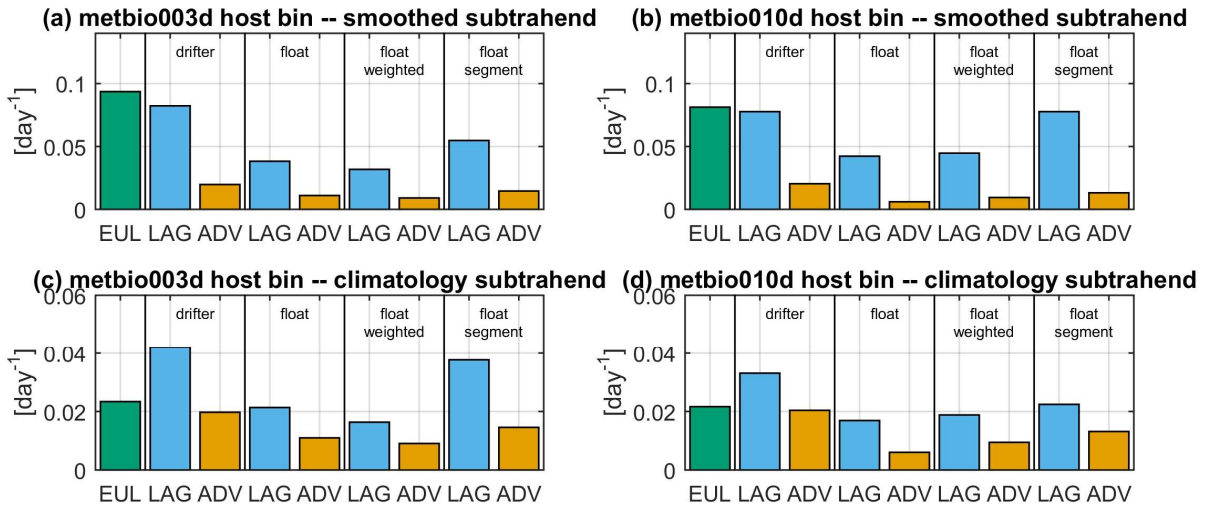 (a) metbio003d host bin -- smoothed subtrahend
[day-1]
0.1
0.05
0
drifter
float
float
weighted
float
segment
EUL LAG ADV LAG ADV LAG ADV LAG ADV
(b) metbio010d host bin -- smoothed subtrahend
[day-1]
0.1
0.05
0
drifter
float
float
weighted
float
segment
EUL LAG ADV LAG ADV LAG ADV LAG ADV
(c) metbio003d host bin -- climatology subtrahend
[day-1]
0.06
0.04
0.02
0
drifter
float
float
weighted
float
segment
EUL LAG ADV LAG ADV LAG ADV LAG ADV
(d) metbio010d host bin -- climatology subtrahend
[day-1]
0.06
0.04
0.02
0
drifter
float
float
weighted
float
segment
EUL LAG ADV LAG ADV LAG ADV LAG ADV